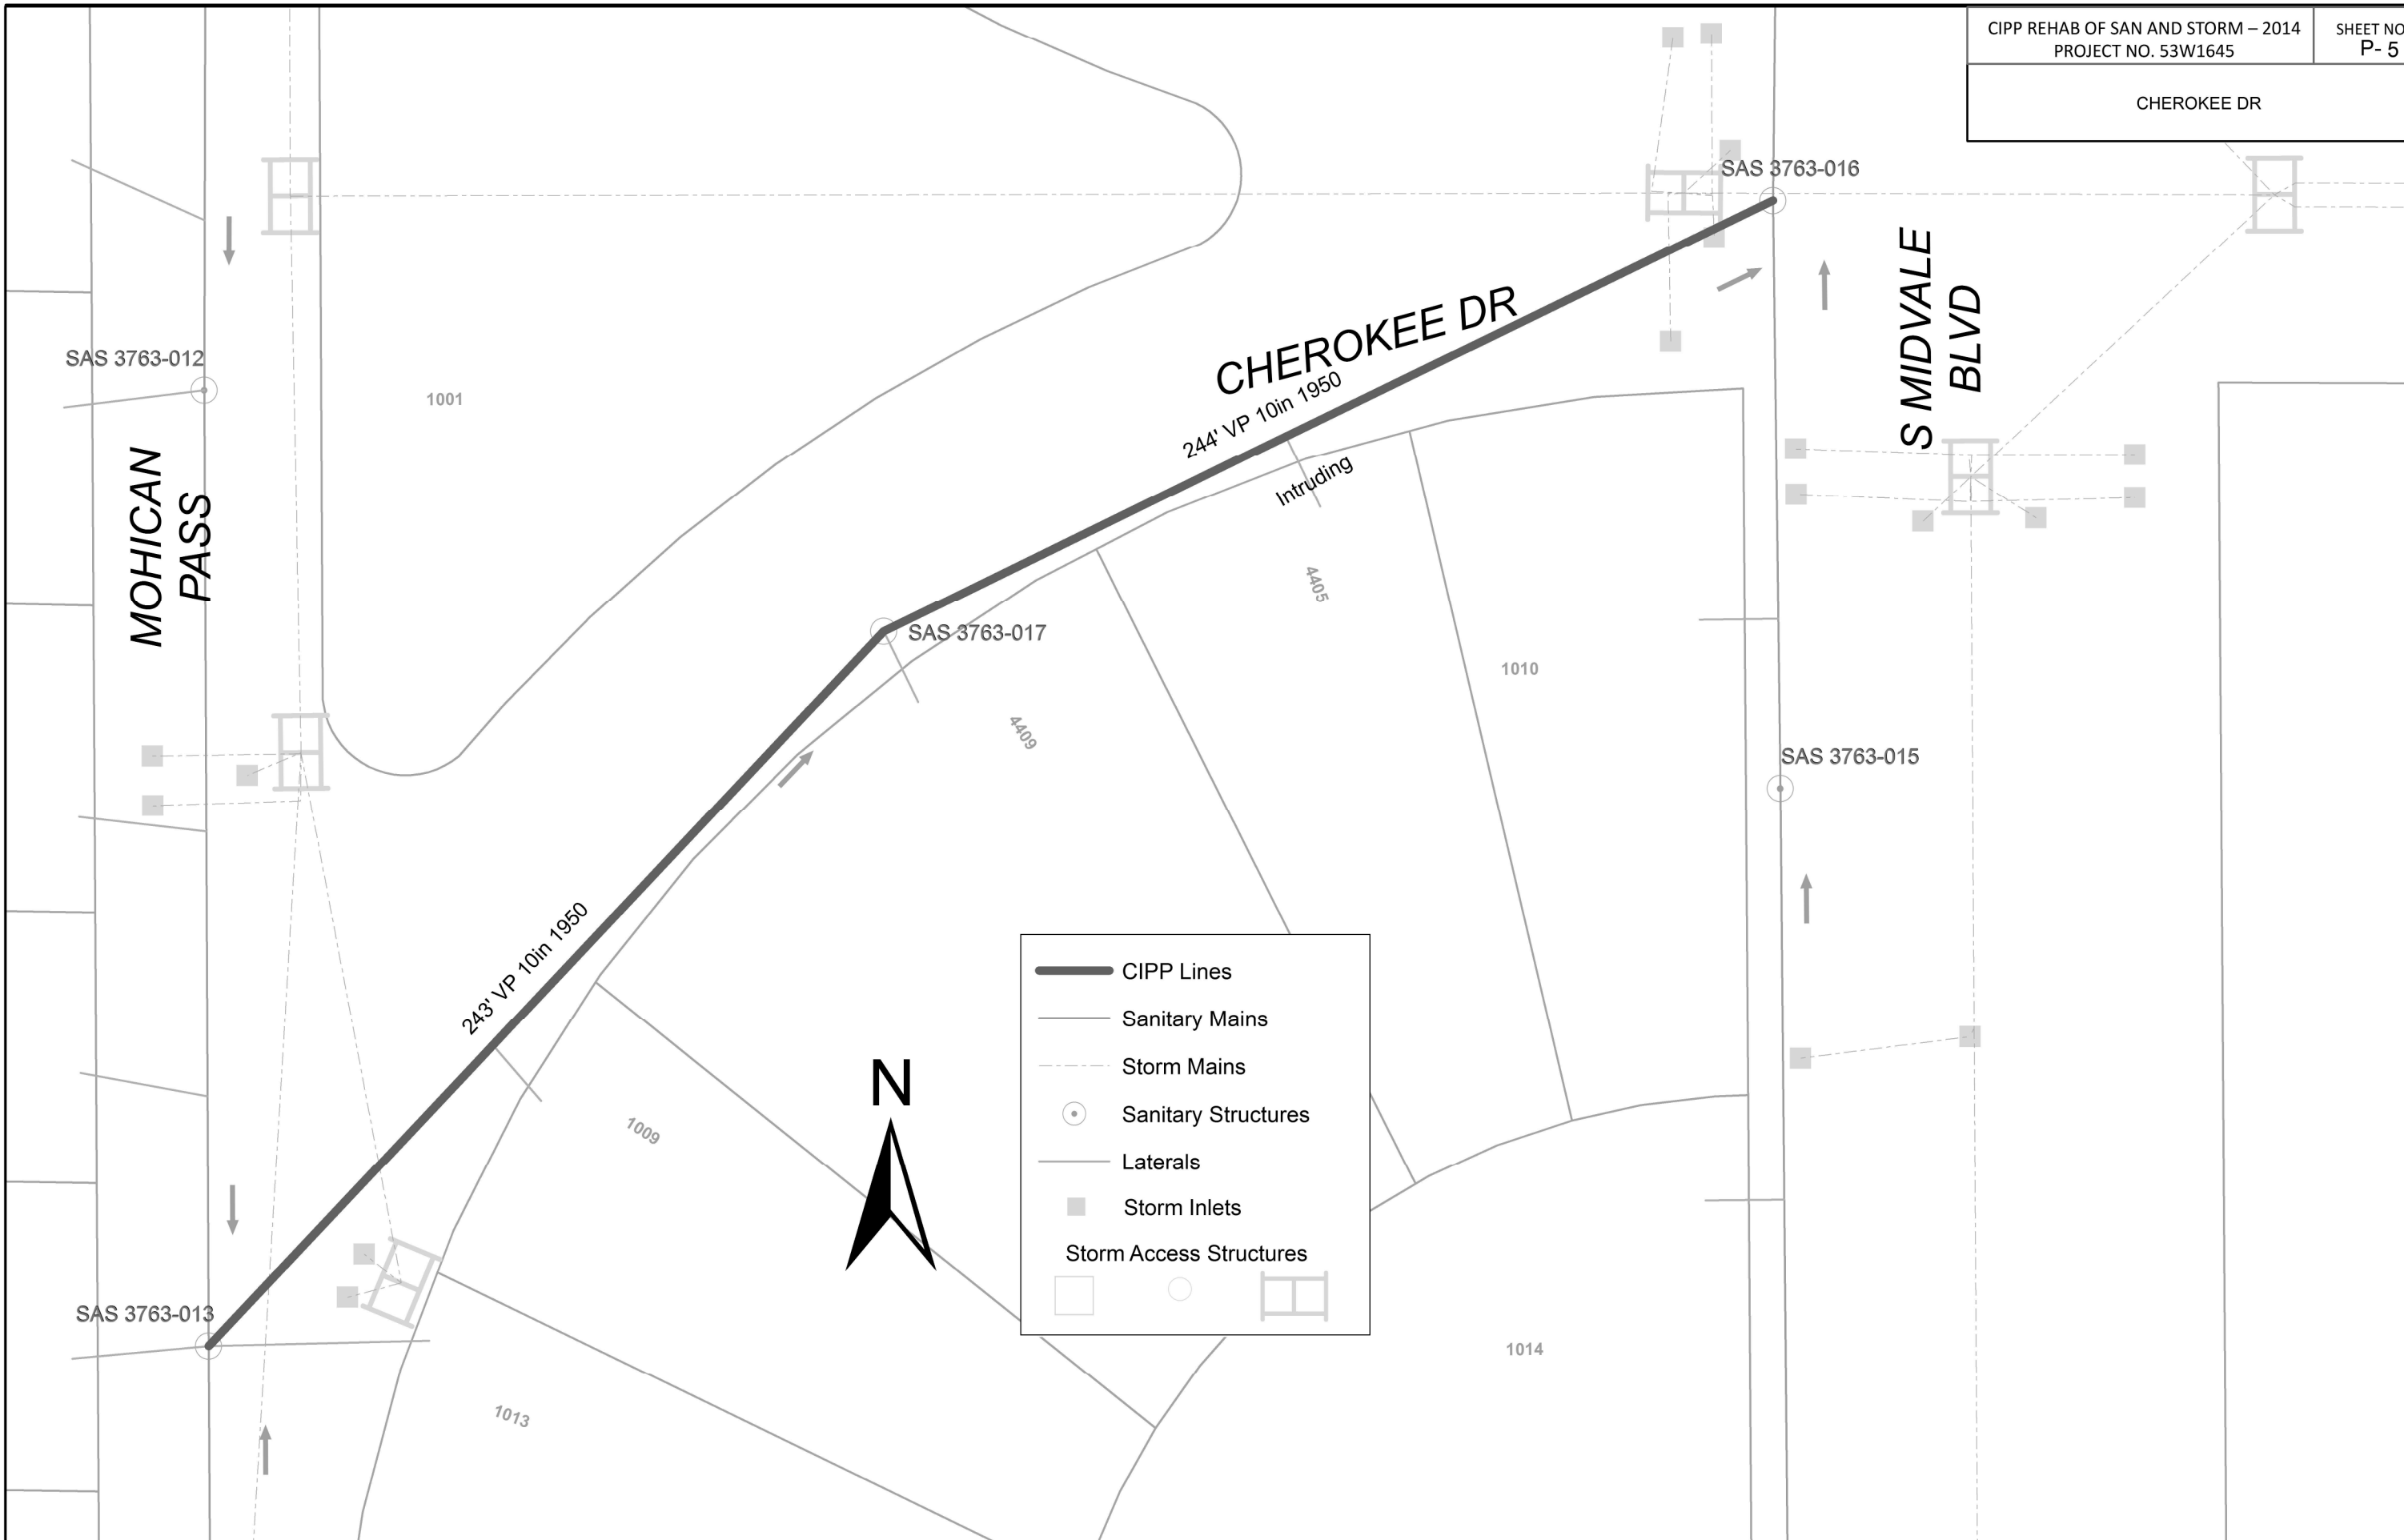 CIPP REHAB OF SAN AND STORM – 2014
PROJECT NO. 53W1645
SHEET NO
P- 5
CHEROKEE DR
SAS 3763-016
S MIDVALE
BLVD
CHEROKEE DR
244' VP 10in 1950
Intruding
SAS 3763-012
1001
MOHICAN
PASS
4405
SAS 3763-017
1010
4409
SAS 3763-015
243' VP 10in 1950
1009
N
CIPP Lines
Sanitary Mains
Storm Mains
Sanitary Structures
Laterals
Storm Inlets
Storm Access Structures
SAS 3763-013
1014
1013